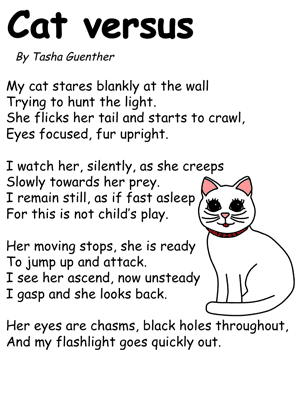 Cat versus
By Tasha Guenther
My cat stares blankly at the wall
Trying to hunt the light.
She flicks her tail and starts to crawl,
Eyes focused, fur upright.
I watch her, silently, as she creeps
Slowly towards her prey.
I remain still, as if fast asleep
For this is not child's play.
Her moving stops, she is ready
To jump up and attack.
I see her ascend, now unsteady
I gasp and she looks back.
Her eyes are chasms, black holes throughout,
And my flashlight goes quickly out.